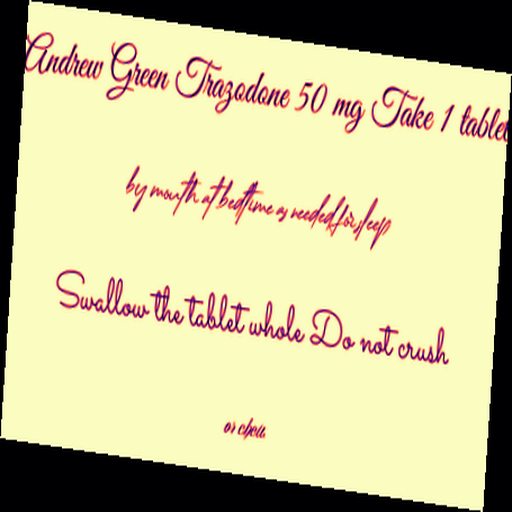 Andrew Green Trazodone 50 mg Take 1 tablet
by mouth at bedtime as needed for sleep
Swallow the tablet whole Do not crush
or chew